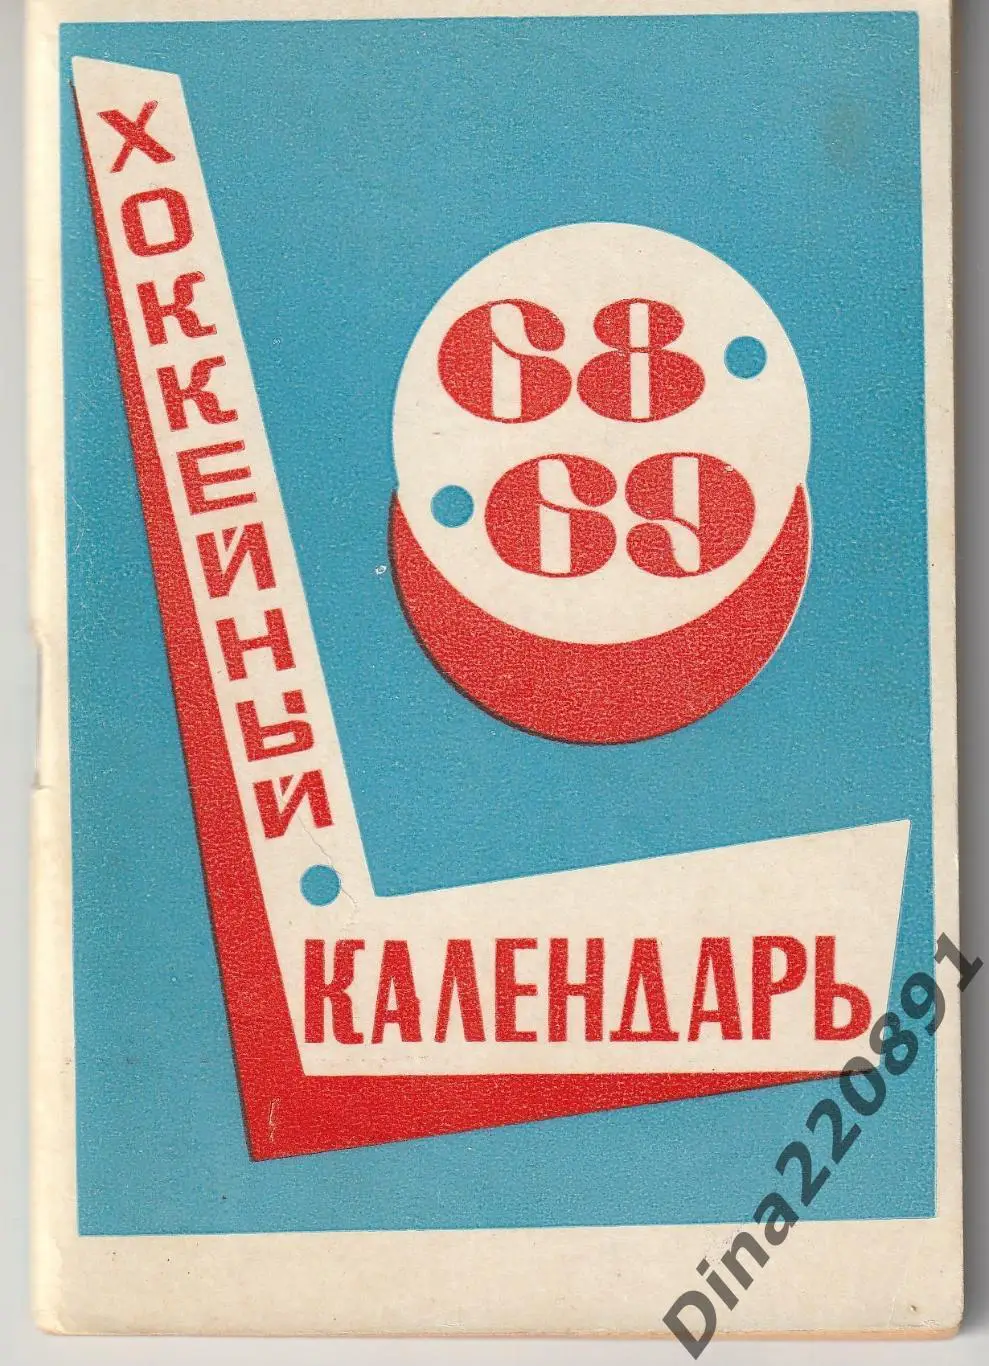 ХОККЕЙНЫЙ
68
69
КАЛЕНДАРЬ
Dina220891